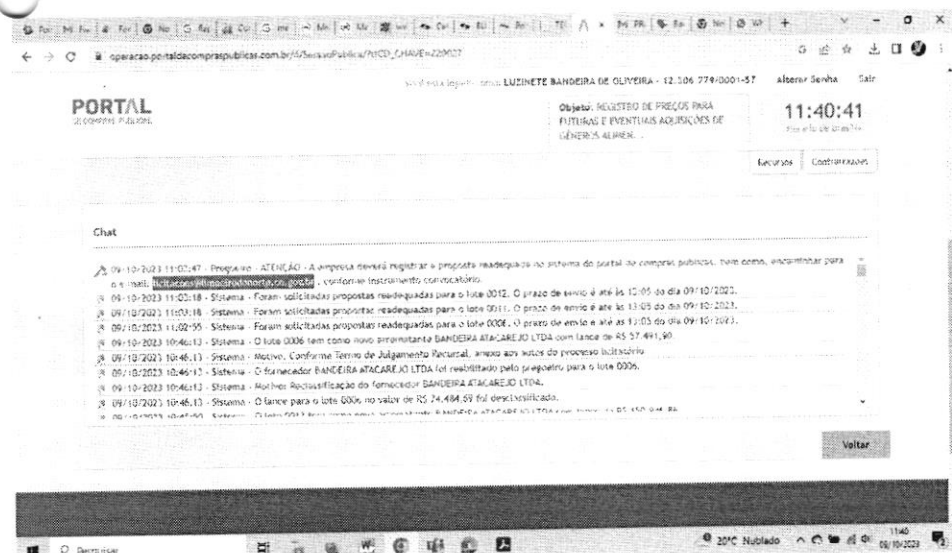 operacao.portaldecompraspublicas.com.br/4/SessaoPublica/?ttCD_CHAVE=229027
LUZINETE BANDEIRA DE OLIVEIRA - 12.306.779/0001-57 Alterar Senha Sair
PORTAL
DE COMPRAS PÚBLICAS
Objeto: REGISTRO DE PREÇOS PARA
FUTURAS E EVENTUAIS AQUISIÇÕES DE
GÊNEROS ALIMEN...
11:40:41
Horário de Brasília
Recursos Contrarrazões
Chat
09/10/2023 11:03:47 - Pregoeiro - ATENÇÃO - A empresa deverá registrar a proposta readequada no sistema do portal de compras públicas, bem como, encaminhar para
o e-mail, conforme instrumento convocatório.
09/10/2023 11:03:18 - Sistema - Foram solicitadas propostas readequadas para o lote 0012. O prazo de envio é até às 13:05 do dia 09/10/2023.
09/10/2023 11:03:18 - Sistema - Foram solicitadas propostas readequadas para o lote 0011. O prazo de envio é até às 13:05 do dia 09/10/2023.
09/10/2023 11:02:55 - Sistema - Foram solicitadas propostas readequadas para o lote 0006. O prazo de envio é até às 13:05 do dia 09/10/2023.
09/10/2023 10:46:13 - Sistema - O lote 0006 tem como novo arrematante BANDEIRA ATACAREJO LTDA com lance de R$ 57.491,90.
09/10/2023 10:46:13 - Sistema - Motivo: Conforme Termo de Julgamento Recursal, anexo aos autos do processo licitatório.
09/10/2023 10:46:13 - Sistema - O fornecedor BANDEIRA ATACAREJO LTDA foi reabilitado pelo pregoeiro para o lote 0006.
09/10/2023 10:46:13 - Sistema - Motivo: Reclassificação do fornecedor BANDEIRA ATACAREJO LTDA.
09/10/2023 10:46:13 - Sistema - O lance para o lote 0006 no valor de R$ 74.484,69 foi desclassificado.
Voltar
Pesquisar
20°C Nublado
11:40
09/10/2023